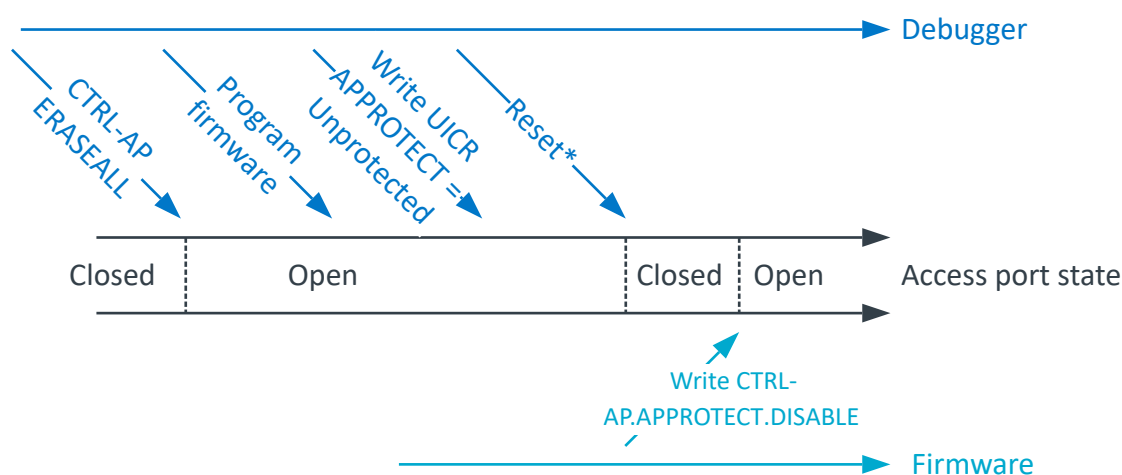 Debugger
CTRL-AP
ERASEALL
Program
firmware
Write UICR
APPROTECT =
Unprotected
Reset*
Closed
Open
Closed
Open
Access port state
Write CTRL-
AP.APPROTECT.DISABLE
Firmware